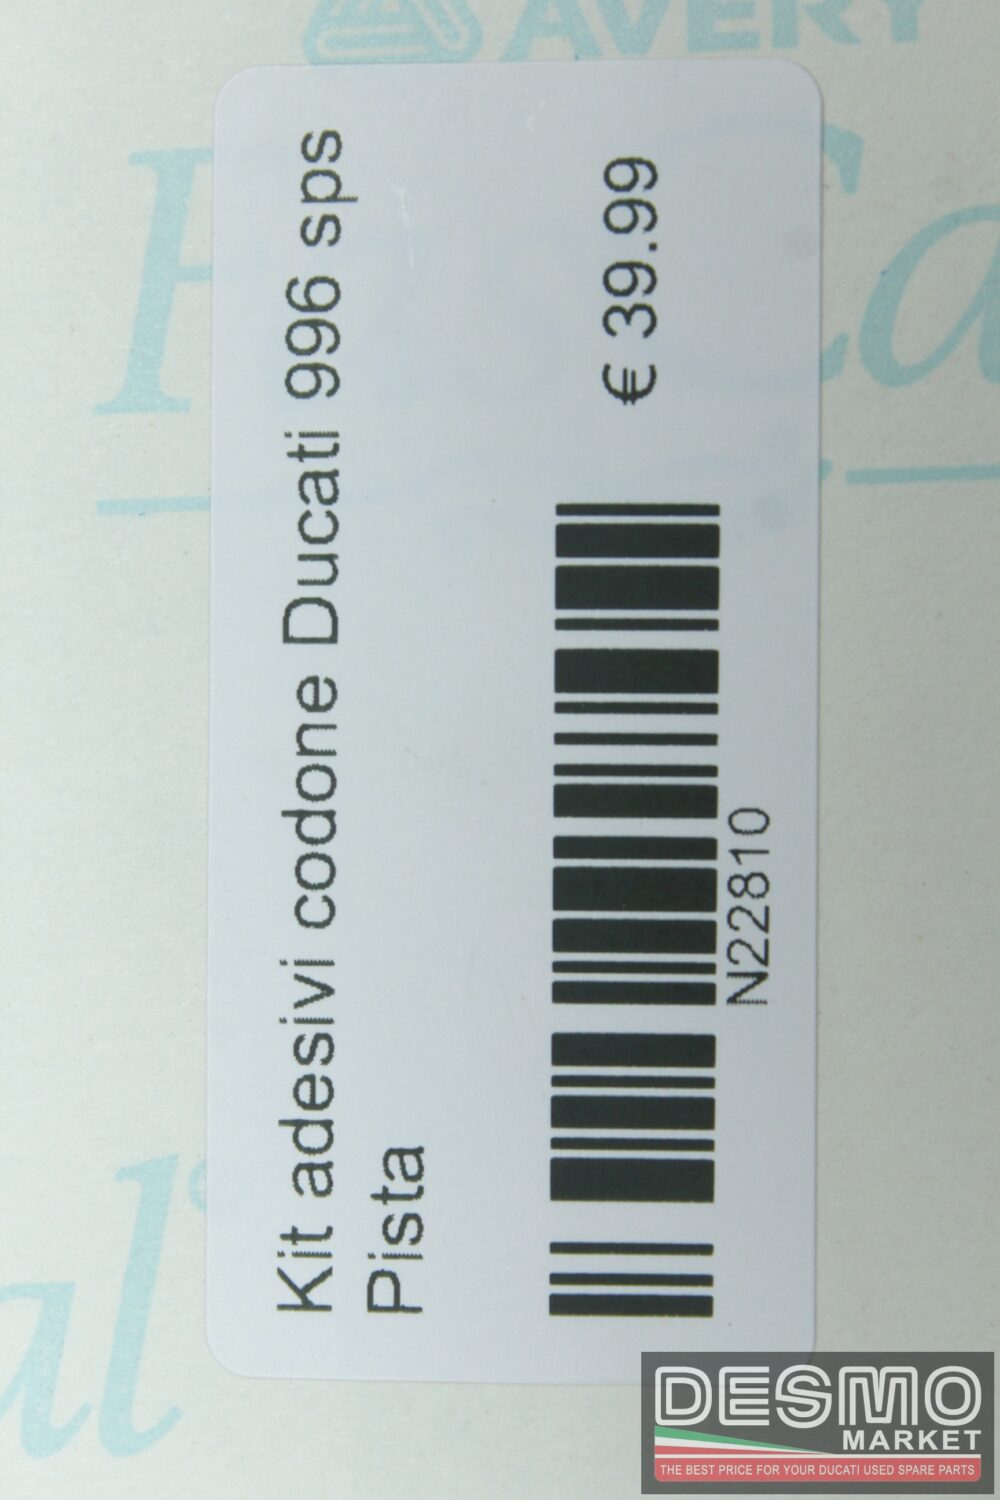 AVERY
Kit adesivi codone Ducati 996 sps
Pista
€ 39.99
N22810
DESMO
MARKET
THE BEST PRICE FOR YOUR DUCATI USED SPARE PARTS